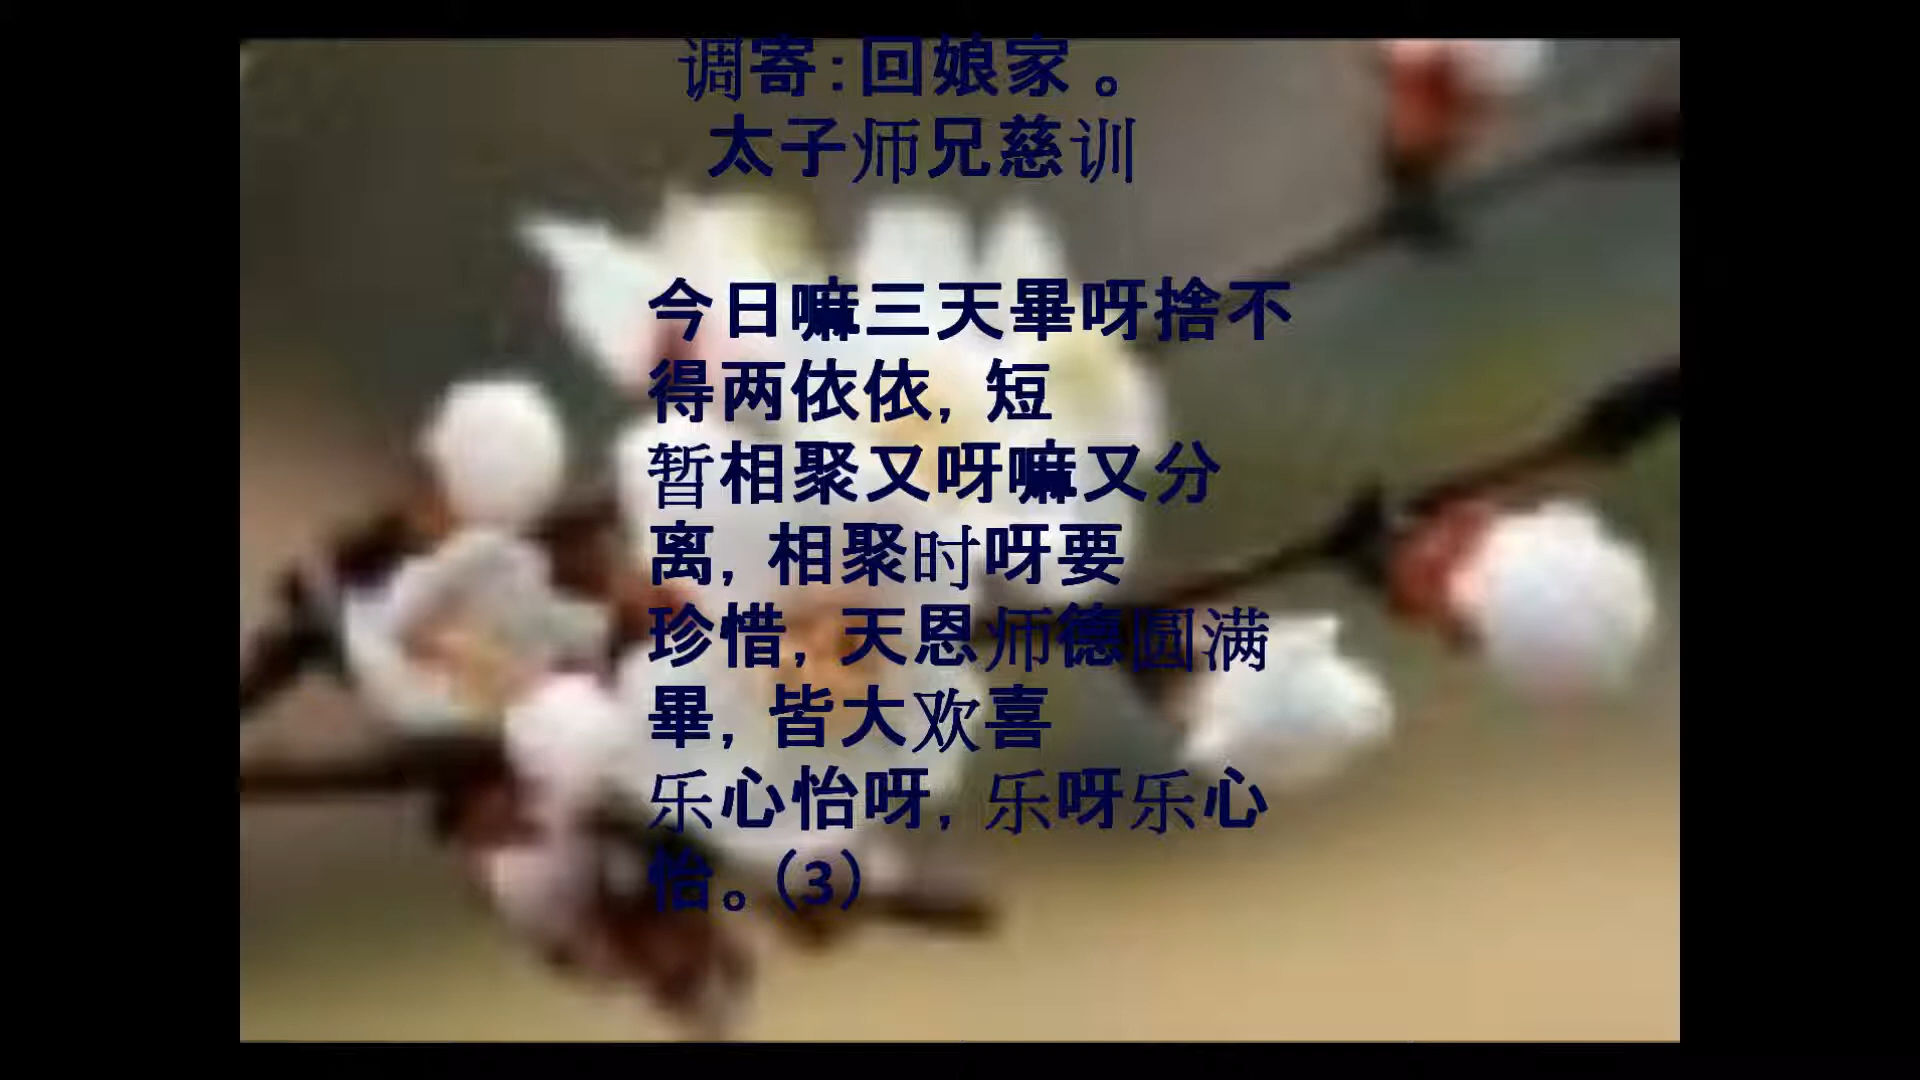 调寄:回娘家。
太子师兄慈训
今日嘛三天畢呀捨不
得两依依, 短
暂相聚又呀嘛又分
离, 相聚时呀要
珍惜, 天恩师德圆满
畢, 皆大欢喜
乐心怡呀, 乐呀乐心
怡。(3)